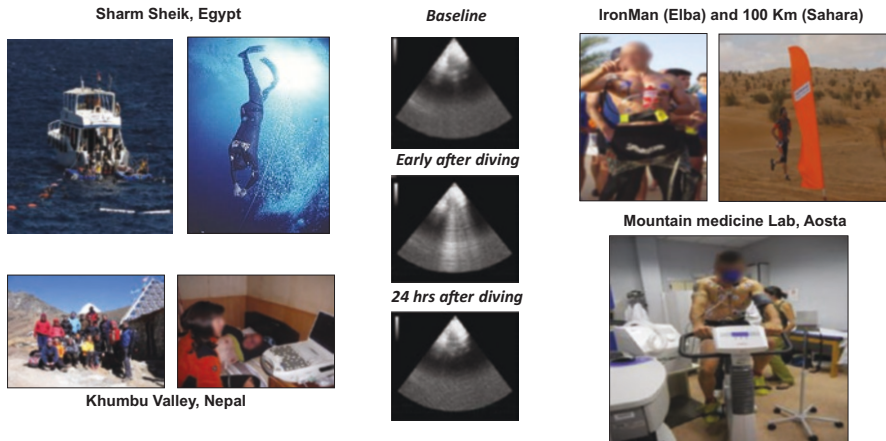 Sharm Sheik, Egypt
Baseline
IronMan (Elba) and 100 Km (Sahara)
Early after diving
Mountain medicine Lab, Aosta
24 hrs after diving
Khumbu Valley, Nepal